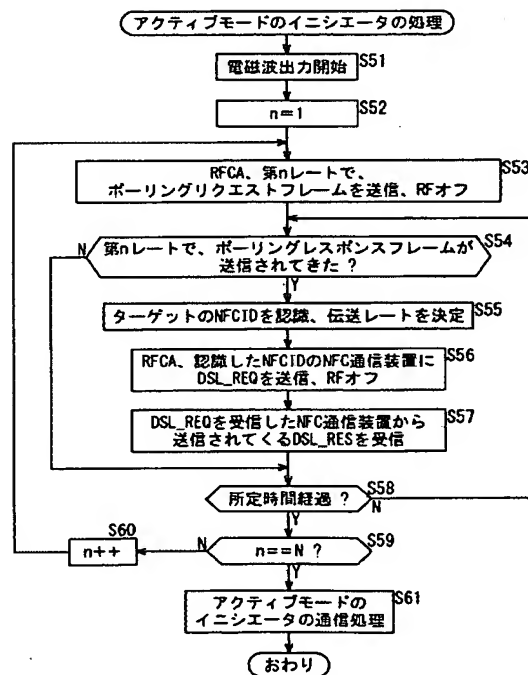 アクティブモードのイニシエータの処理
電磁波出力開始
S51
n=1
S52
RFCA、第nレートで、
ポーリングリクエストフレームを送信、RFオフ
S53
第nレートで、ポーリングレスポンスフレームが
送信されてきた ?
S54
N
Y
ターゲットのNFCIDを認識、伝送レートを決定
S55
RFCA、認識したNFCIDのNFC通信装置に
DSL_REQを送信、RFオフ
S56
DSL_REQを受信したNFC通信装置から
送信されてくるDSL_RESを受信
S57
所定時間経過 ?
S58
N
Y
n==N ?
S59
N
Y
n++
S60
アクティブモードの
イニシエータの通信処理
S61
おわり